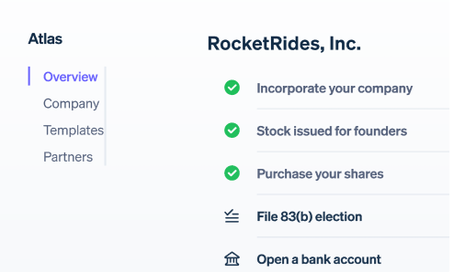 Atlas
Overview
Company
Templates
Partners
RocketRides, Inc.
Incorporate your company
Stock issued for founders
Purchase your shares
File 83(b) election
Open a bank account